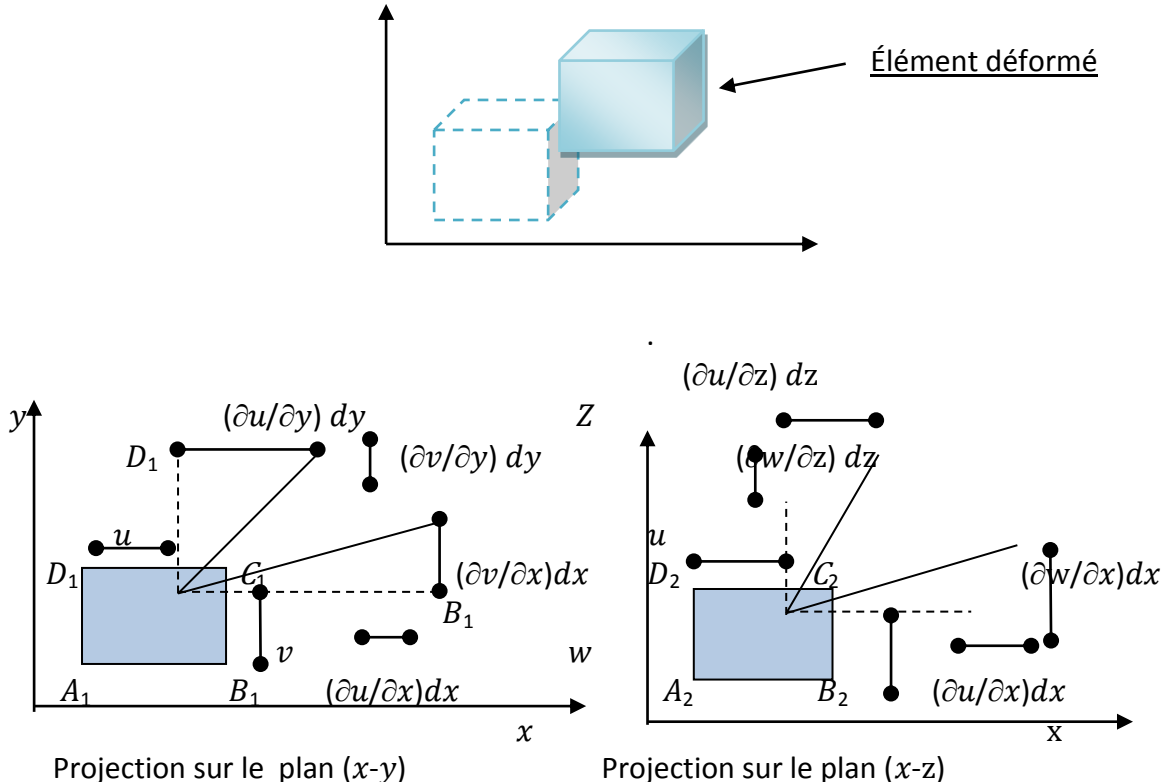 Élément déformé
.
(∂u/∂z) dz
y
(∂u/∂y) dy
Z
D₁
(∂v/∂y) dy
(∂w/∂z) dz
u
u
D₁
C₁
(∂v/∂x)dx
D₂
C₂
(∂w/∂x)dx
B₁
v
w
A₁
B₁
(∂u/∂x)dx
A₂
B₂
(∂u/∂x)dx
x
x
Projection sur le plan (x-y)
Projection sur le plan (x-z)